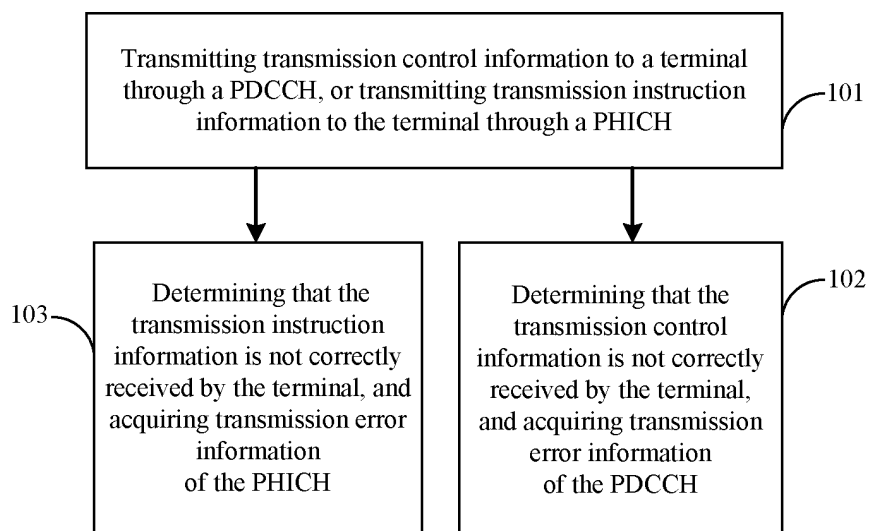 Transmitting transmission control information to a terminal
through a PDCCH, or transmitting transmission instruction
information to the terminal through a PHICH
101
103
Determining that the
transmission instruction
information is not correctly
received by the terminal, and
acquiring transmission error
information
of the PHICH
Determining that the
transmission control
information is not correctly
received by the terminal,
and acquiring transmission
error information
of the PDCCH
102